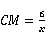 CM = 6/x